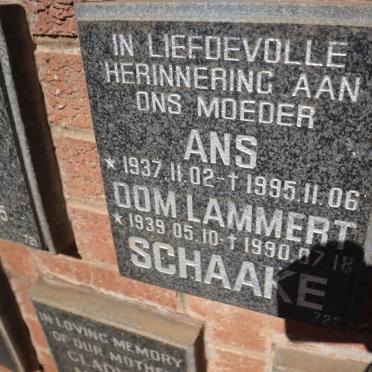 IN LIEFDEVOLLE
HERINNERING AAN
ONS MOEDER
ANS
★ 1937.11.02-† 1995.11.06
OOM LAMMERT
★ 1939.05.10-† 1990.07.18
SCHAAKE
IN LOVING MEMORY
OF OUR MOTHER